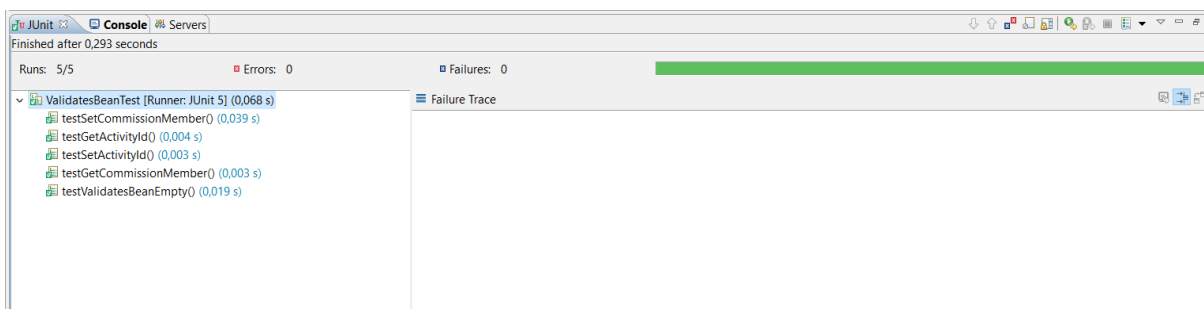 JUnit Console Servers
Finished after 0,293 seconds
Runs: 5/5 Errors: 0 Failures: 0
ValidatesBeanTest [Runner: JUnit 5] (0,068 s) Failure Trace
testSetCommissionMember() (0,039 s)
testGetActivityId() (0,004 s)
testSetActivityId() (0,003 s)
testGetCommissionMember() (0,003 s)
testValidatesBeanEmpty() (0,019 s)